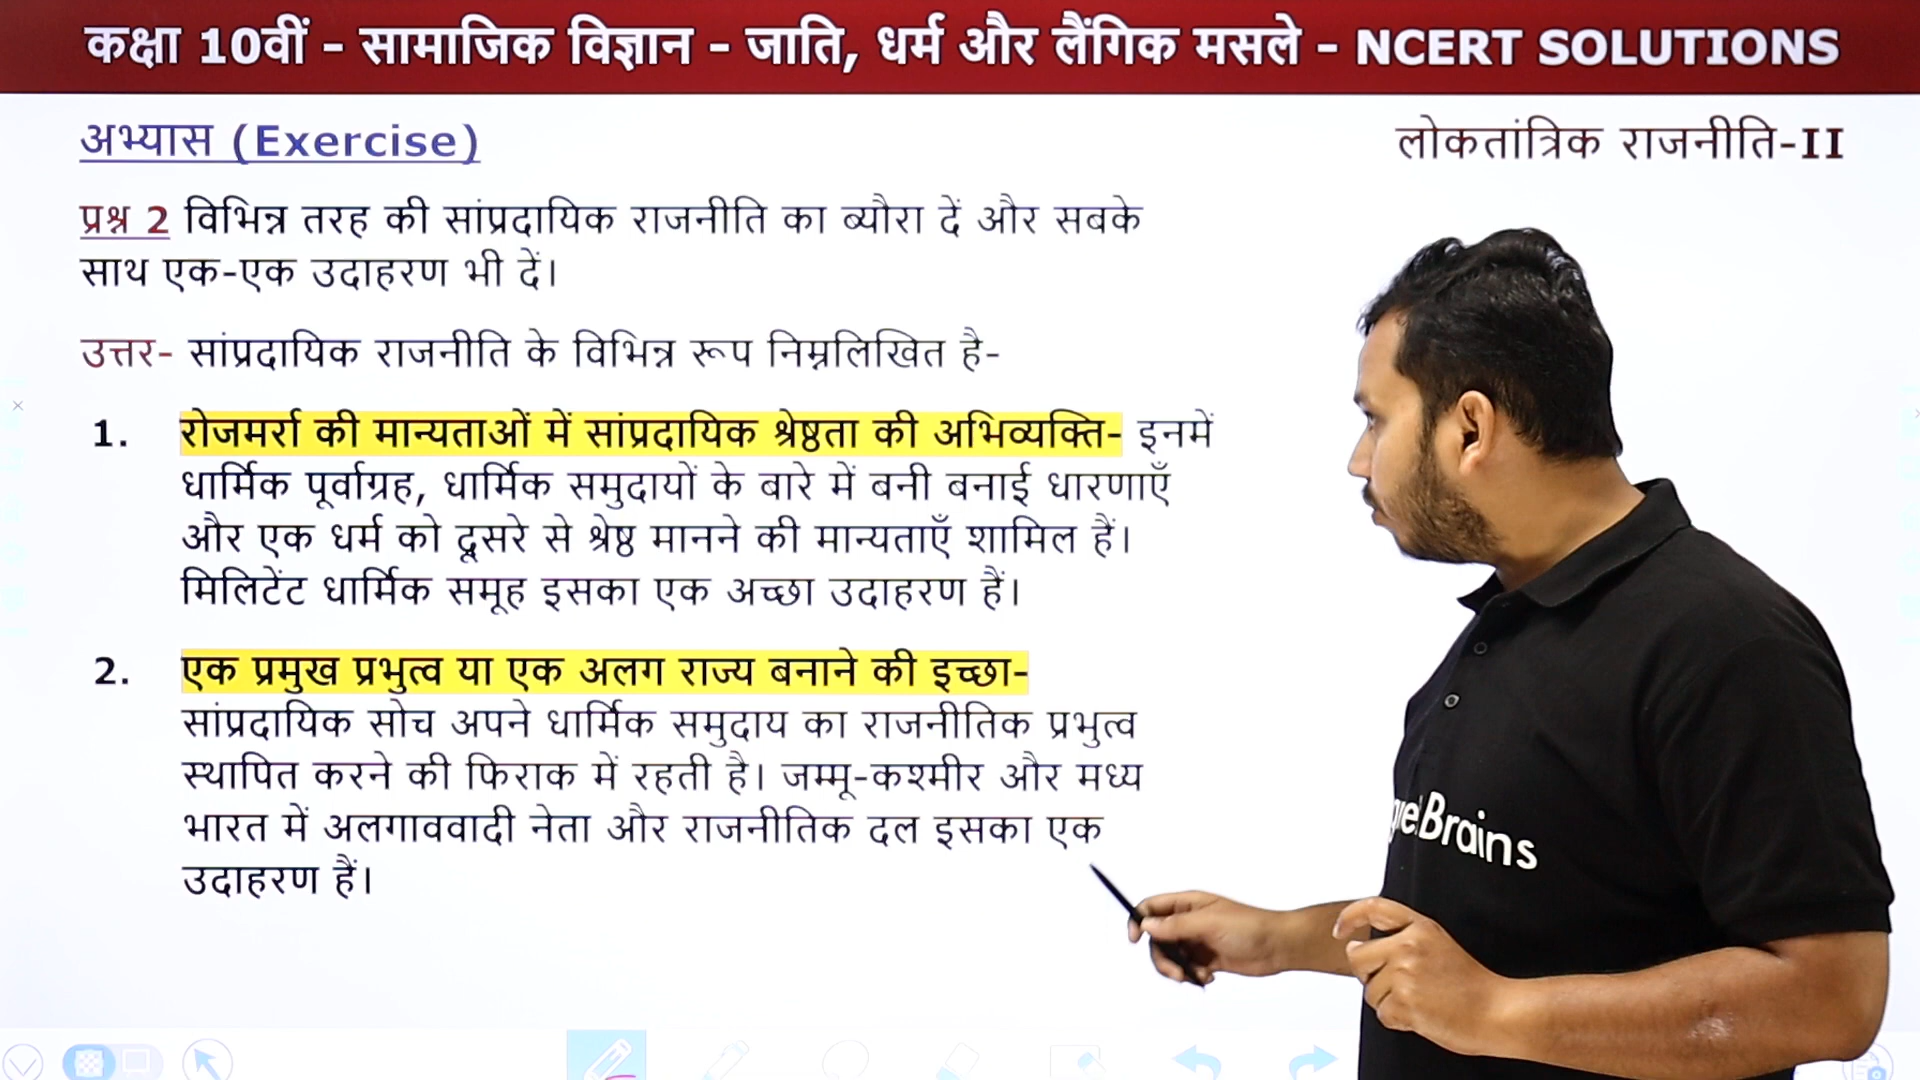 कक्षा 10वीं - सामाजिक विज्ञान - जाति, धर्म और लैंगिक मसले - NCERT SOLUTIONS
अभ्यास (Exercise)
लोकतांत्रिक राजनीति-II
प्रश्न 2 विभिन्न तरह की सांप्रदायिक राजनीति का ब्यौरा दें और सबके
साथ एक-एक उदाहरण भी दें।
उत्तर- सांप्रदायिक राजनीति के विभिन्न रूप निम्नलिखित है-
1. रोजमर्रा की मान्यताओं में सांप्रदायिक श्रेष्ठता की अभिव्यक्ति- इनमें
धार्मिक पूर्वाग्रह, धार्मिक समुदायों के बारे में बनी बनाई धारणाएँ
और एक धर्म को दूसरे से श्रेष्ठ मानने की मान्यताएँ शामिल हैं।
मिलिटेंट धार्मिक समूह इसका एक अच्छा उदाहरण हैं।
2. एक प्रमुख प्रभुत्व या एक अलग राज्य बनाने की इच्छा-
सांप्रदायिक सोच अपने धार्मिक समुदाय का राजनीतिक प्रभुत्व
स्थापित करने की फिराक में रहती है। जम्मू-कश्मीर और मध्य
भारत में अलगाववादी नेता और राजनीतिक दल इसका एक
उदाहरण हैं।
Brains